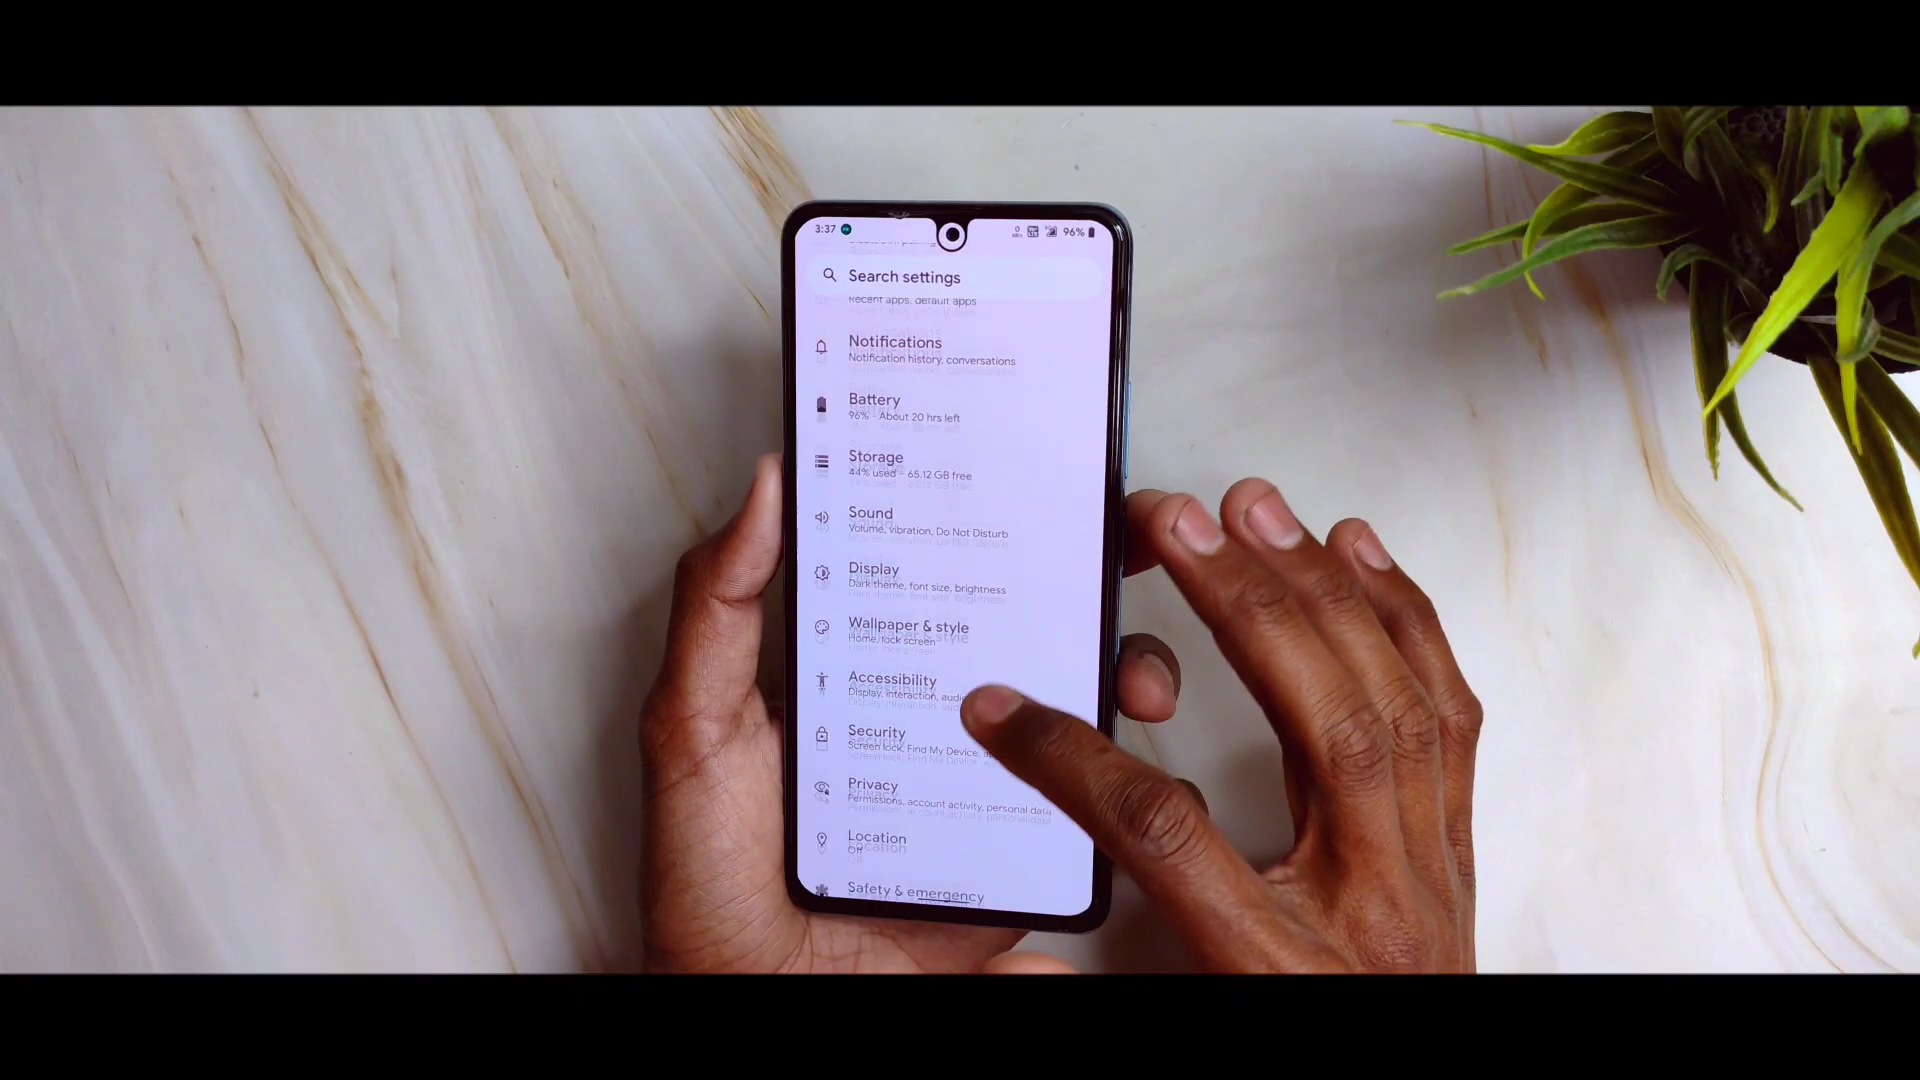 3:37
96%
Search settings
Recent apps, default apps
Notifications
Notification history, conversations
Battery
96% - About 20 hrs left
Storage
44% used - 65.12 GB free
Sound
Volume, vibration, Do Not Disturb
Display
Dark theme, font size, brightness
Wallpaper & style
Home, lock screen
Accessibility
Display, interaction,
Security
Screen lock, Find My Device,
Privacy
Permissions, account activity, personal data
Location
Off
Safety & emergency